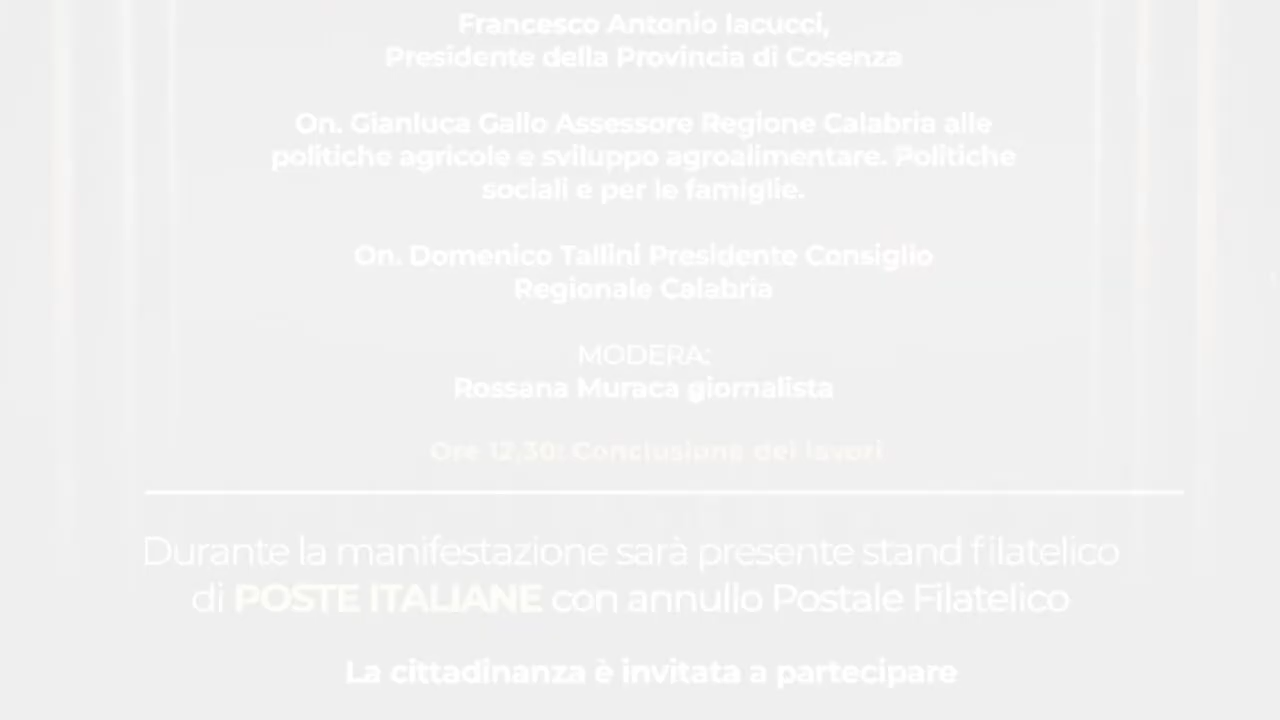 Francesco Antonio Iacucci,
Presidente della Provincia di Cosenza
On. Gianluca Gallo Assessore Regione Calabria alle
politiche agricole e sviluppo agroalimentare. Politiche
sociali e per le famiglie.
On. Domenico Tallini Presidente Consiglio
Regionale Calabria
MODERA:
Rossana Muraca giornalista
Ore 12,30: Conclusione dei lavori
Durante la manifestazione sarà presente stand filatelico
di POSTE ITALIANE con annullo Postale Filatelico
La cittadinanza è invitata a partecipare